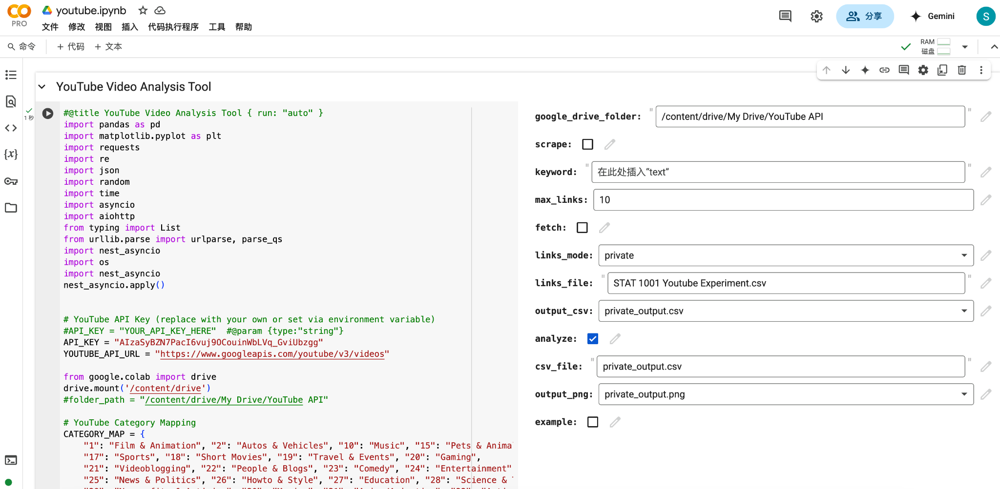 youtube.ipynb
PRO
文件 修改 视图 插入 代码执行程序 工具 帮助
分享
Gemini
S
命令
+ 代码 + 文本
RAM
磁盘
YouTube Video Analysis Tool
1 秒
#@title YouTube Video Analysis Tool { run: "auto" }
import pandas as pd
import matplotlib.pyplot as plt
import requests
import re
import json
import random
import time
import asyncio
import aiohttp
from typing import List
from urllib.parse import urlparse, parse_qs
import nest_asyncio
import os
import nest_asyncio
nest_asyncio.apply()
# YouTube API Key (replace with your own or set via environment variable)
#API_KEY = "YOUR_API_KEY_HERE" #@param {type:"string"}
API_KEY = "AIzaSyBZN7PacI6vuj9OCouinWbLVq_GviUbzgg"
YOUTUBE_API_URL = "https://www.googleapis.com/youtube/v3/videos"
from google.colab import drive
drive.mount('/content/drive')
#folder_path = "/content/drive/My Drive/YouTube API"
# YouTube Category Mapping
CATEGORY_MAP = {
"1": "Film & Animation", "2": "Autos & Vehicles", "10": "Music", "15": "Pets & Anima
"17": "Sports", "18": "Short Movies", "19": "Travel & Events", "20": "Gaming",
"21": "Videoblogging", "22": "People & Blogs", "23": "Comedy", "24": "Entertainment"
"25": "News & Politics", "26": "Howto & Style", "27": "Education", "28": "Science &
google_drive_folder: "/content/drive/My Drive/YouTube API"
scrape:
keyword: "在此处插入“text”"
max_links: 10
fetch:
links_mode: private
links_file: "STAT 1001 Youtube Experiment.csv"
output_csv: private_output.csv
analyze:
csv_file: "private_output.csv"
output_png: private_output.png
example: